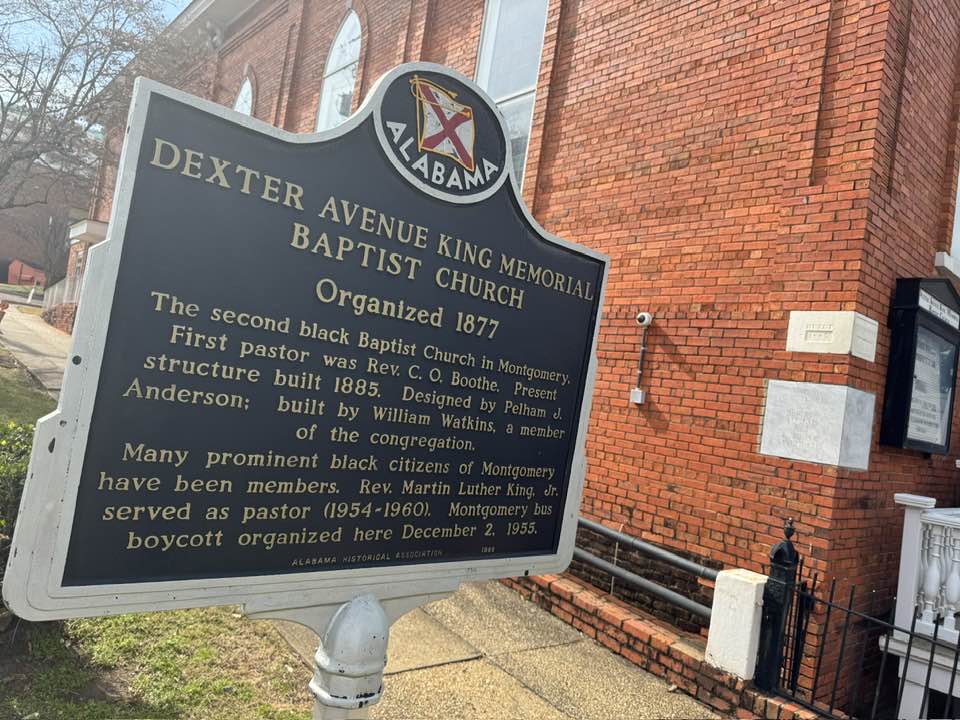 ALABAMA
DEXTER AVENUE KING MEMORIAL
BAPTIST CHURCH
Organized 1877
The second black Baptist Church in Montgomery.
First pastor was Rev. C. O. Boothe. Present
structure built 1885. Designed by Pelham J.
Anderson; built by William Watkins, a member
of the congregation.
Many prominent black citizens of Montgomery
have been members. Rev. Martin Luther King, Jr.
served as pastor (1954-1960). Montgomery bus
boycott organized here December 2, 1955.
ALABAMA HISTORICAL ASSOCIATION